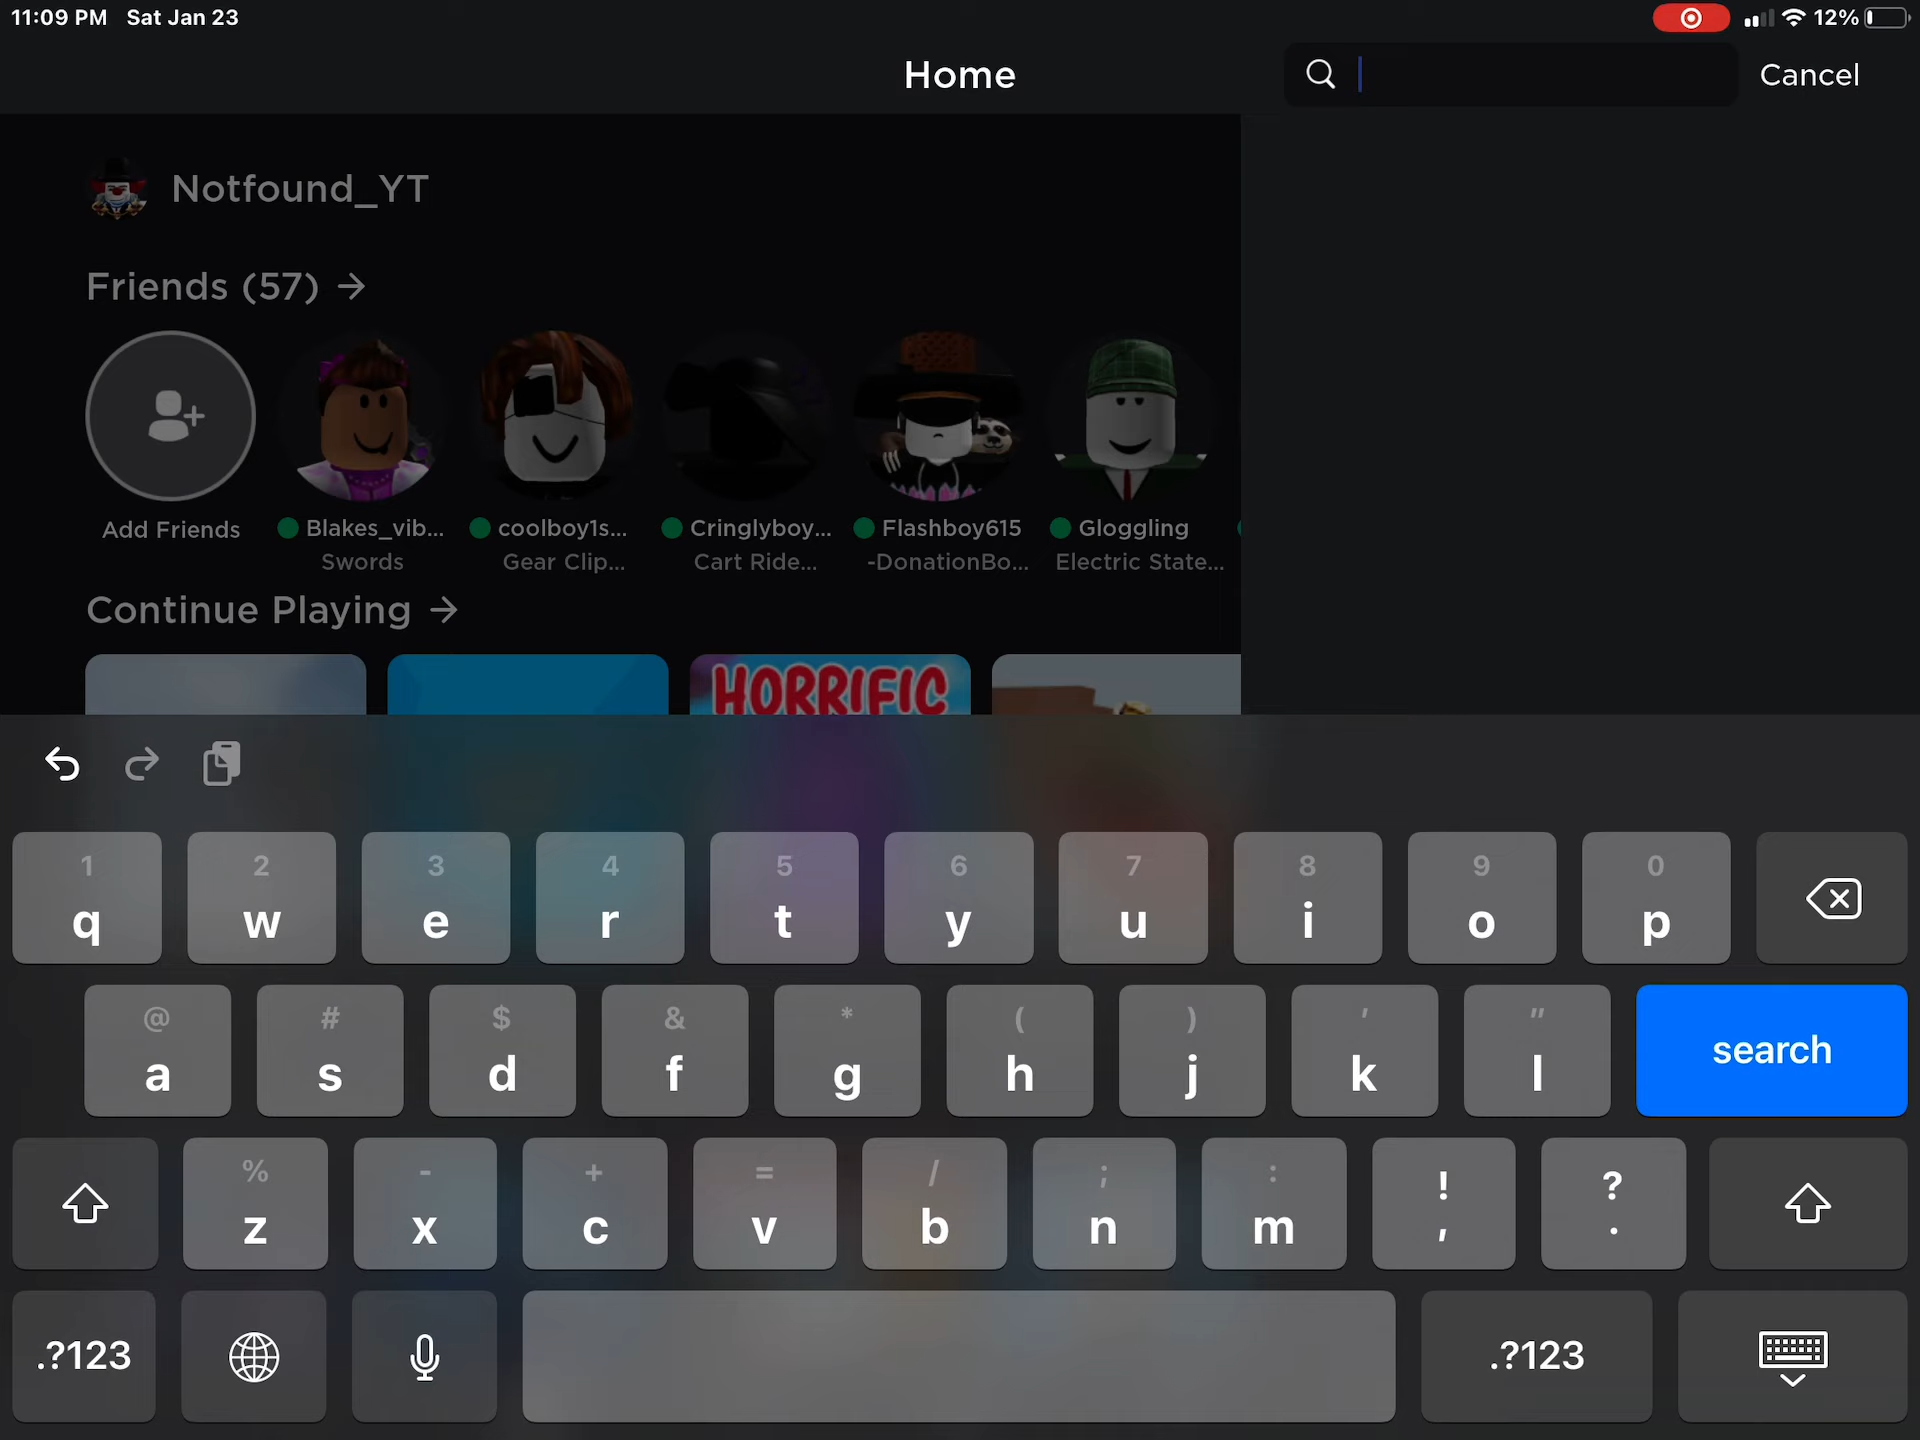 11:09 PM Sat Jan 23 12%
Home Cancel
Notfound_YT
Friends (57) →
Add Friends Blakes_vib... coolboy1s... Cringlyboy... Flashboy615 Gloggling
Swords Gear Clip... Cart Ride... -DonationBo... Electric State...
Continue Playing →
HORRIFIC
1 2 3 4 5 6 7 8 9 0
q w e r t y u i o p
@ # $ & * ( ) ' "
a s d f g h j k l search
% - + = / ; : ! ?
z x c v b n m , .
.?123 .?123